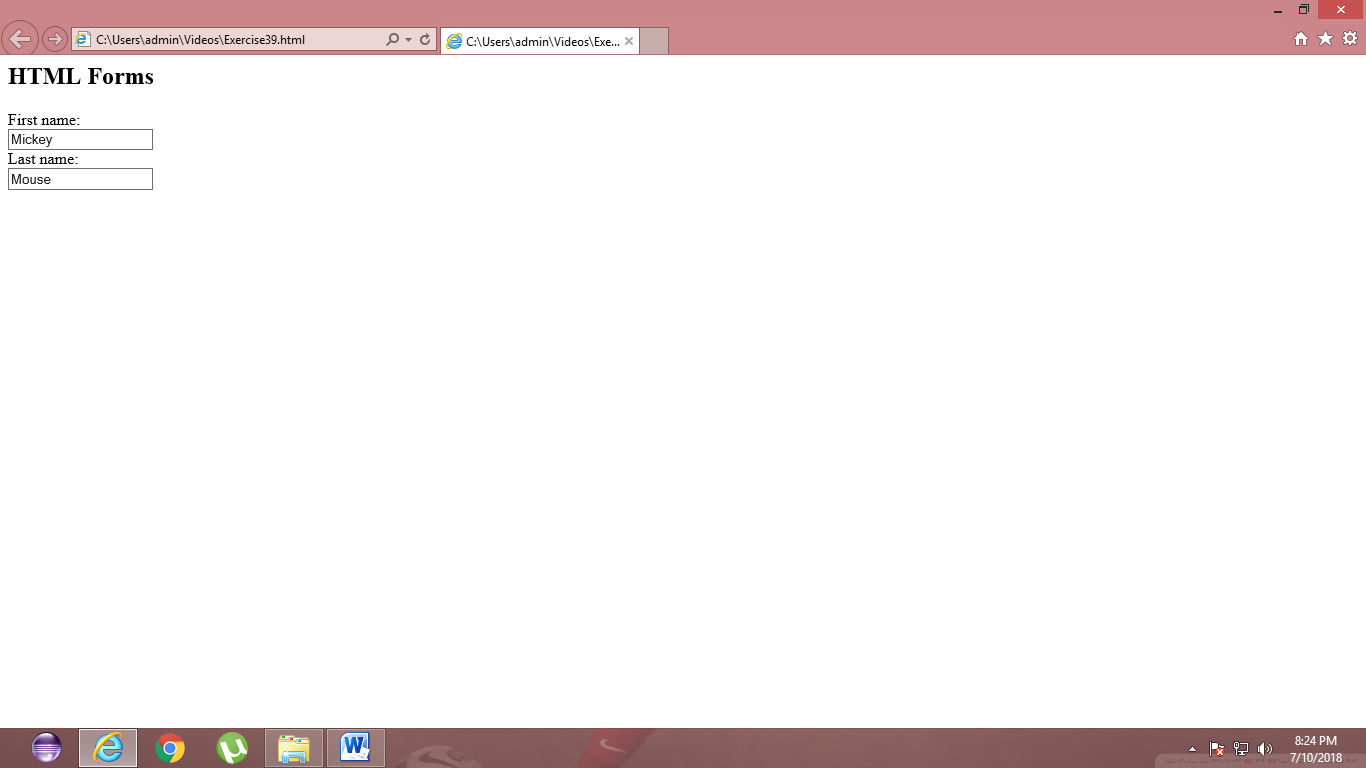 C:\Users\admin\Videos\Exercise39.html
C:\Users\admin\Videos\Exe...
HTML Forms
First name:
Mickey
Last name:
Mouse
8:24 PM
7/10/2018